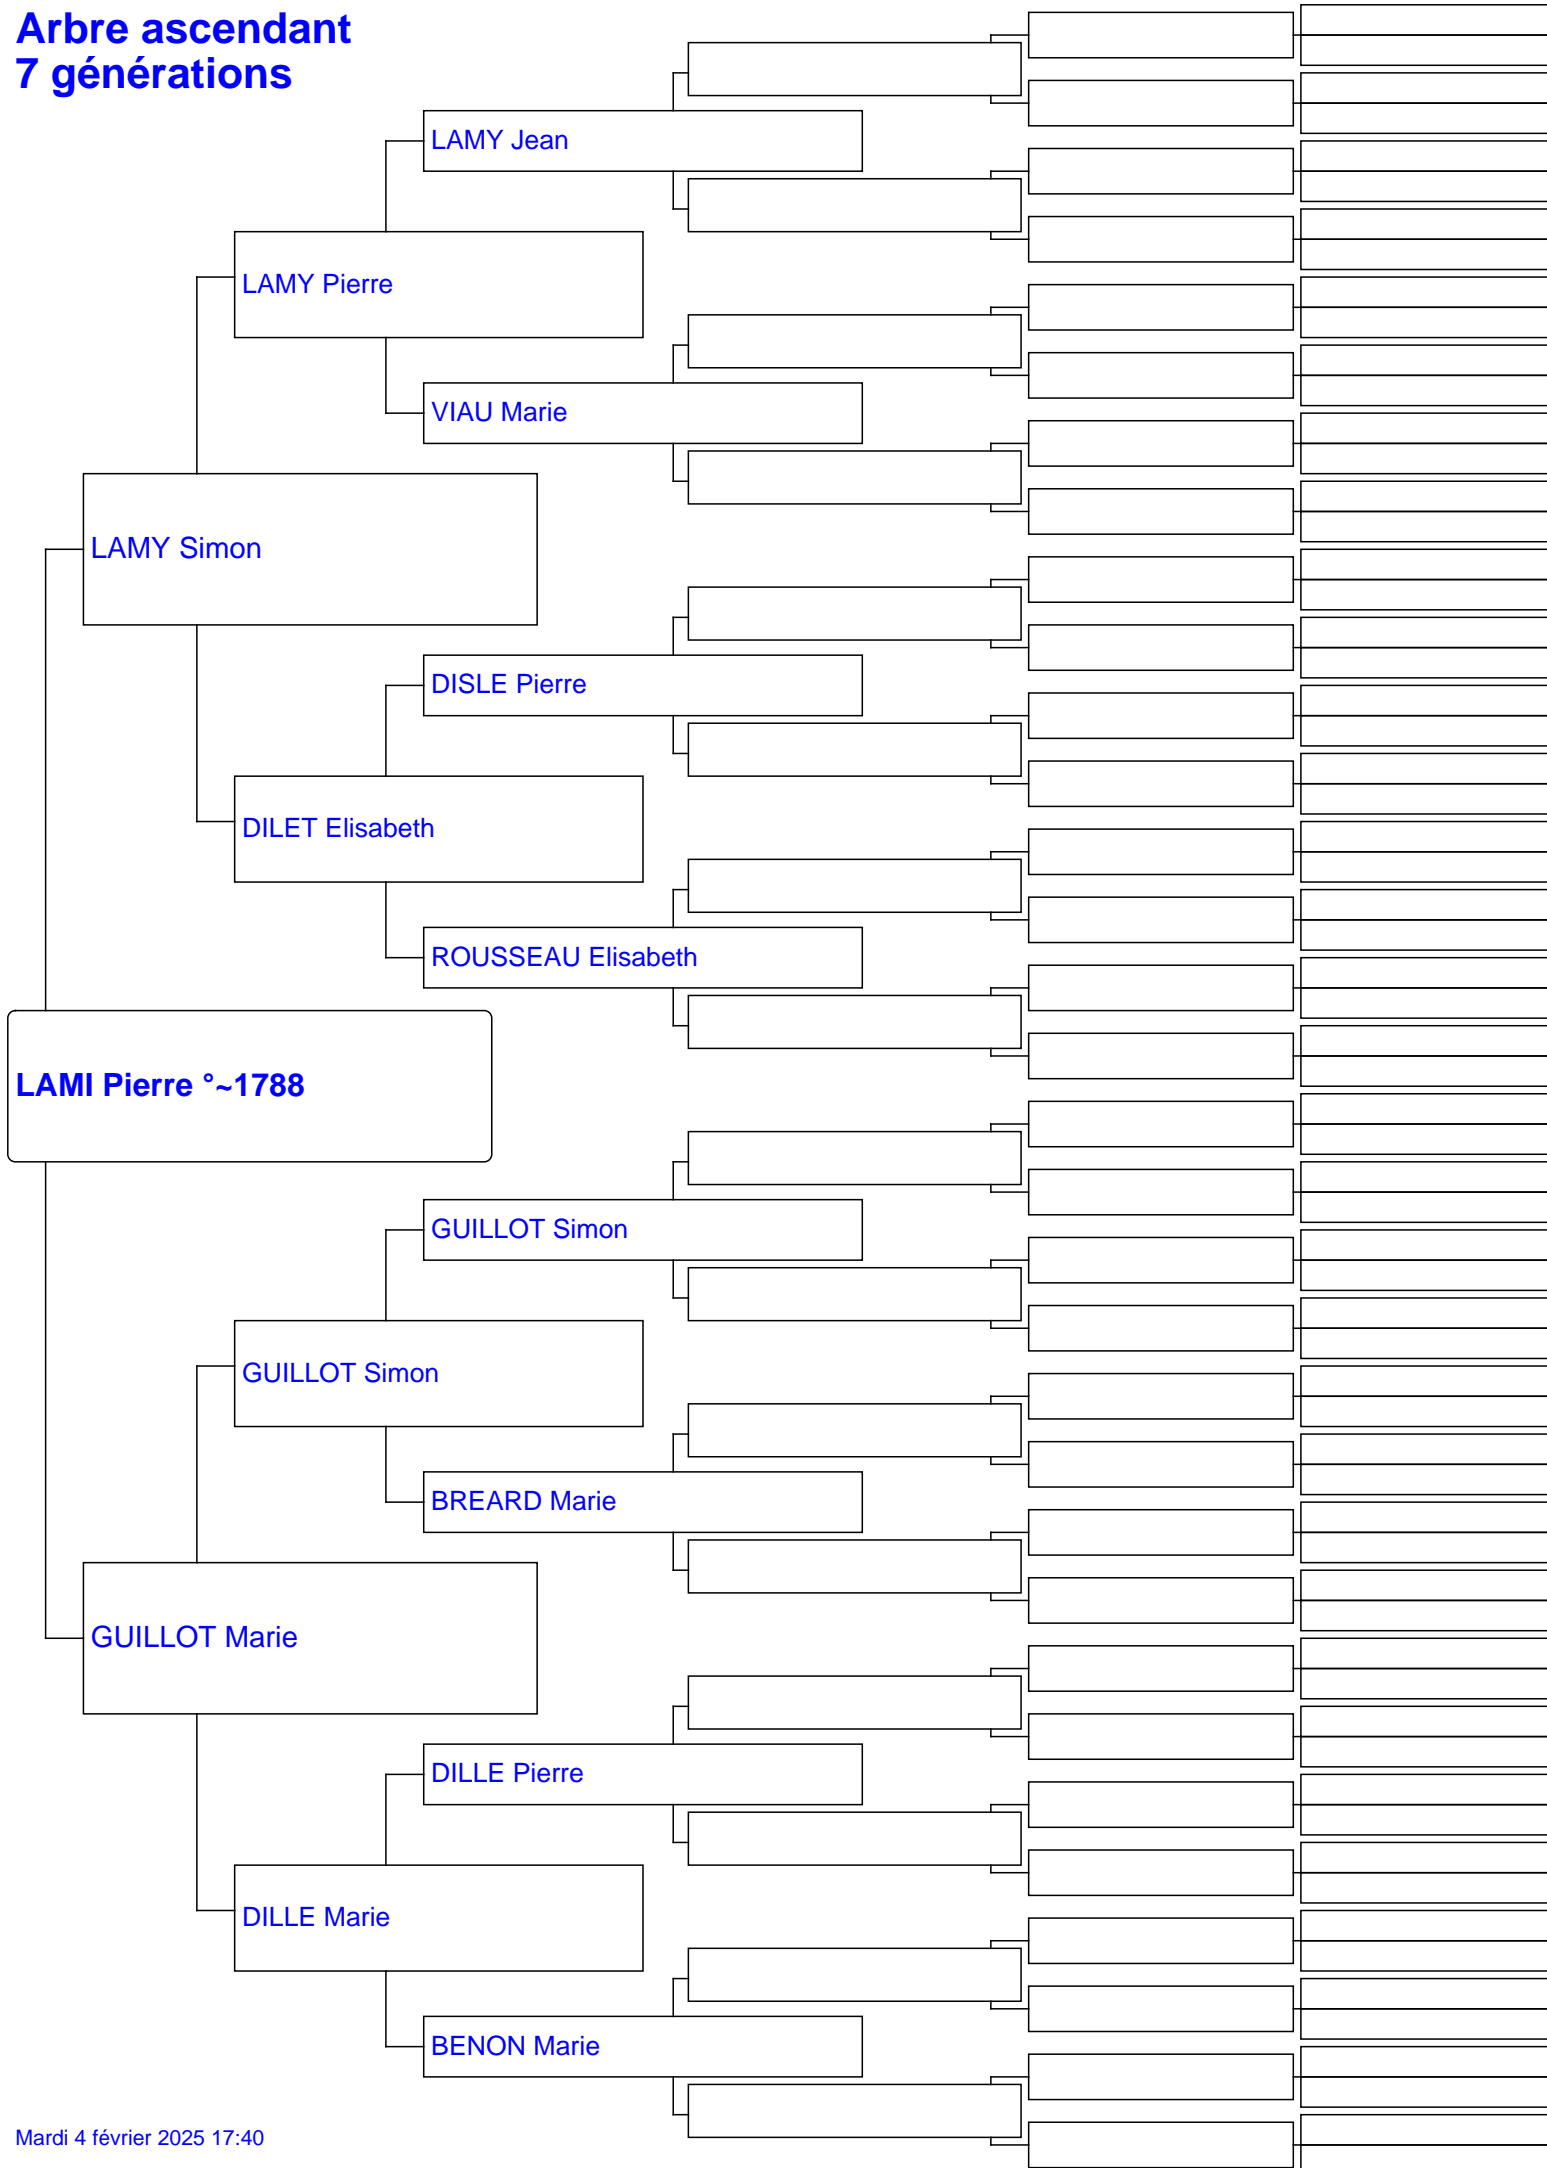 Arbre ascendant
7 générations
LAMY Jean
LAMY Pierre
VIAU Marie
LAMY Simon
DISLE Pierre
DILET Elisabeth
ROUSSEAU Elisabeth
LAMI Pierre °~1788
GUILLOT Simon
GUILLOT Simon
BREARD Marie
GUILLOT Marie
DILLE Pierre
DILLE Marie
BENON Marie
Mardi 4 février 2025 17:40